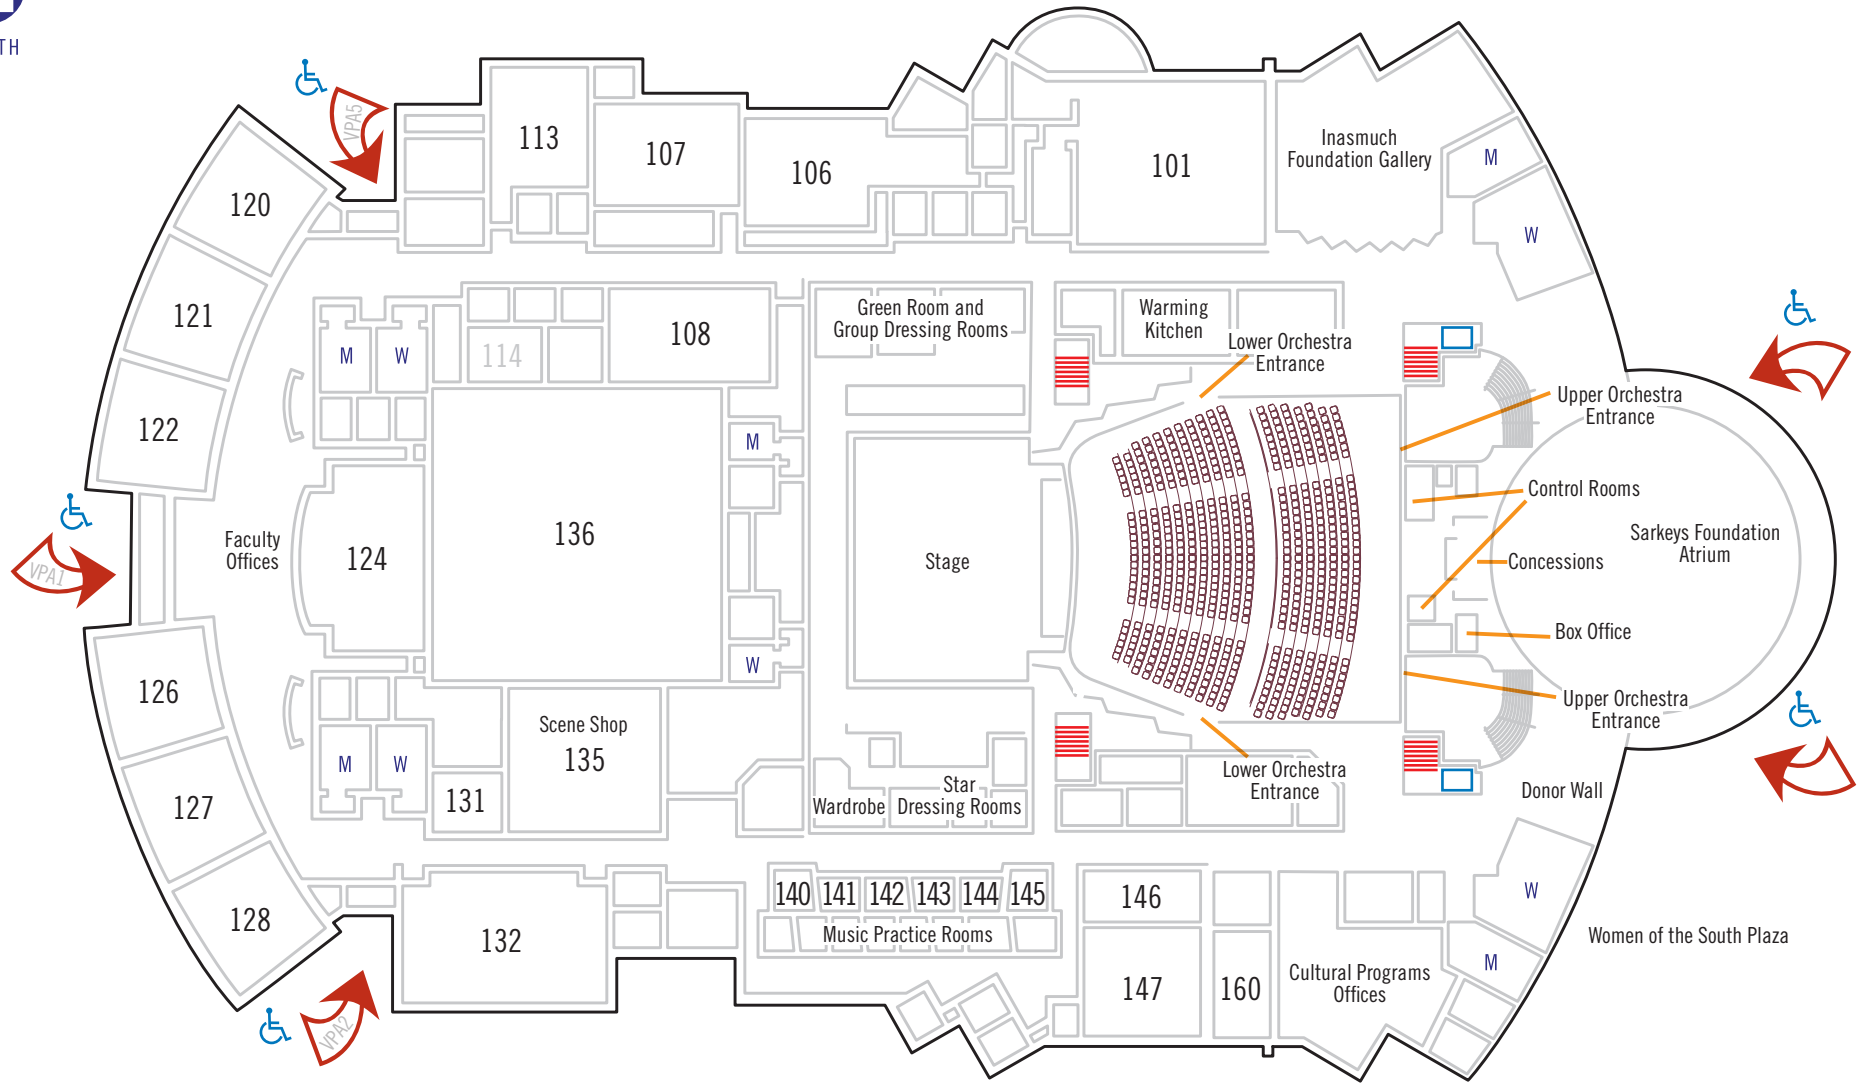 TH
VPA5
113
107
106
101
Inasmuch
Foundation Gallery
M
W
120
121
122
M
W
114
108
Green Room and
Group Dressing Rooms
Warming
Kitchen
Lower Orchestra
Entrance
Upper Orchestra
Entrance
M
Control Rooms
Faculty
Offices
124
136
Stage
Sarkeys Foundation
Atrium
Concessions
VPA1
Box Office
W
126
Upper Orchestra
Entrance
Scene Shop
135
M
W
127
131
Wardrobe
Star
Dressing Rooms
Lower Orchestra
Entrance
Donor Wall
128
132
140
141
142
143
144
145
Music Practice Rooms
146
147
160
Cultural Programs
Offices
W
M
Women of the South Plaza
VPA2